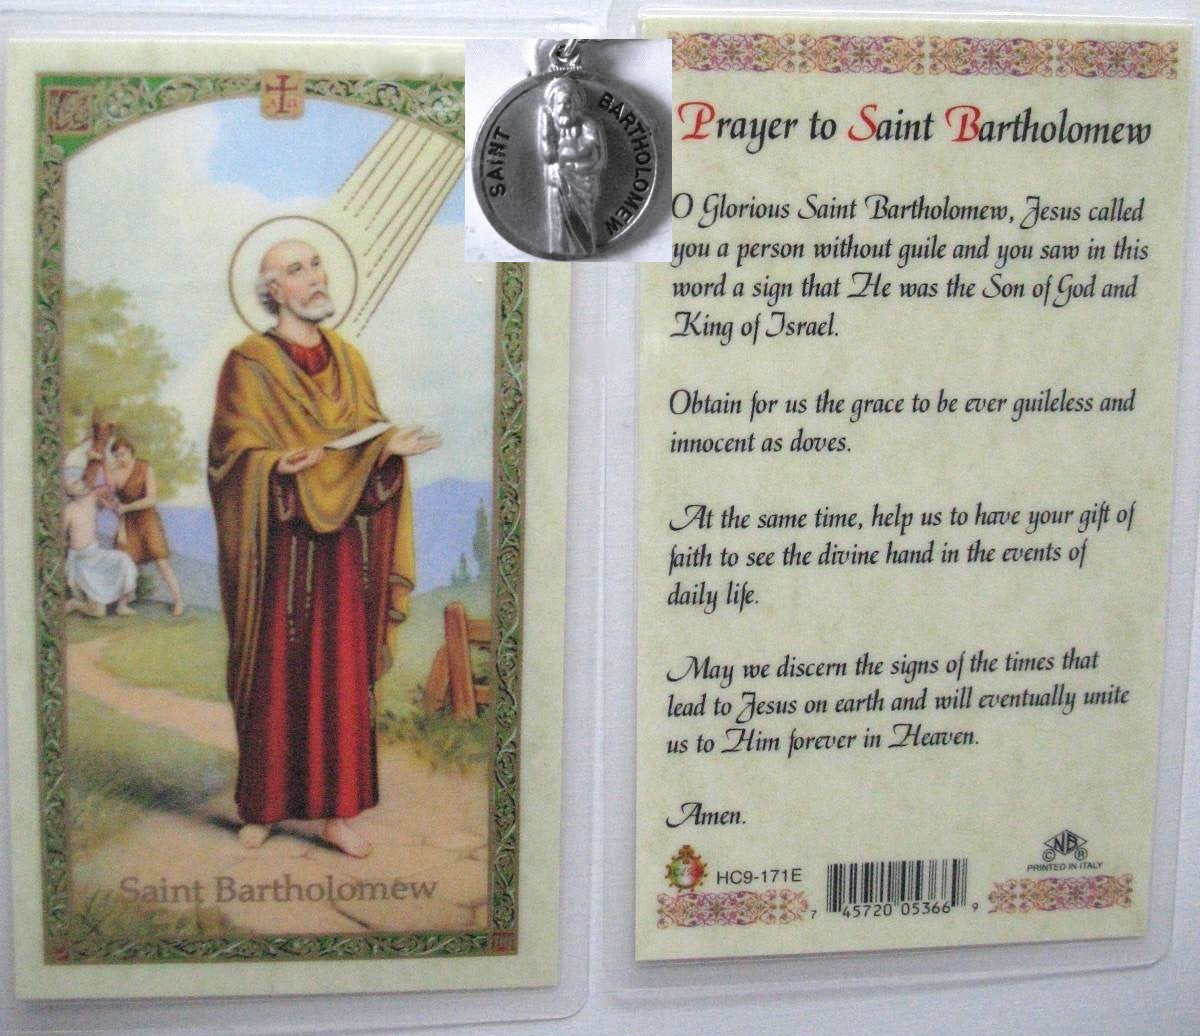 Saint Bartholomew
SAINT
BARTHOLOMEW
Prayer to Saint Bartholomew
O Glorious Saint Bartholomew, Jesus called
you a person without guile and you saw in this
word a sign that He was the Son of God and
King of Israel.
Obtain for us the grace to be ever guileless and
innocent as doves.
At the same time, help us to have your gift of
faith to see the divine hand in the events of
daily life.
May we discern the signs of the times that
lead to Jesus on earth and will eventually unite
us to Him forever in Heaven.
Amen.
HC9-171E
7 45720 05366 9
PRINTED IN ITALY